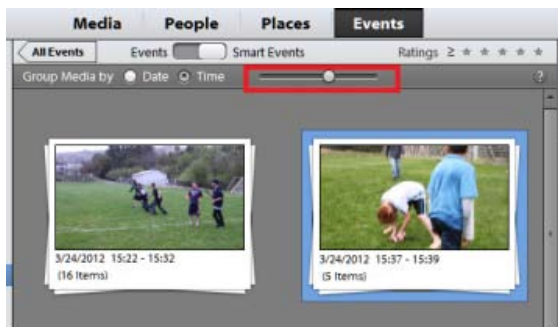 Media People Places Events
All Events Events Smart Events Ratings ≥
Group Media by Date Time ?
3/24/2012 15:22 - 15:32
(16 Items)
3/24/2012 15:37 - 15:39
(5 Items)